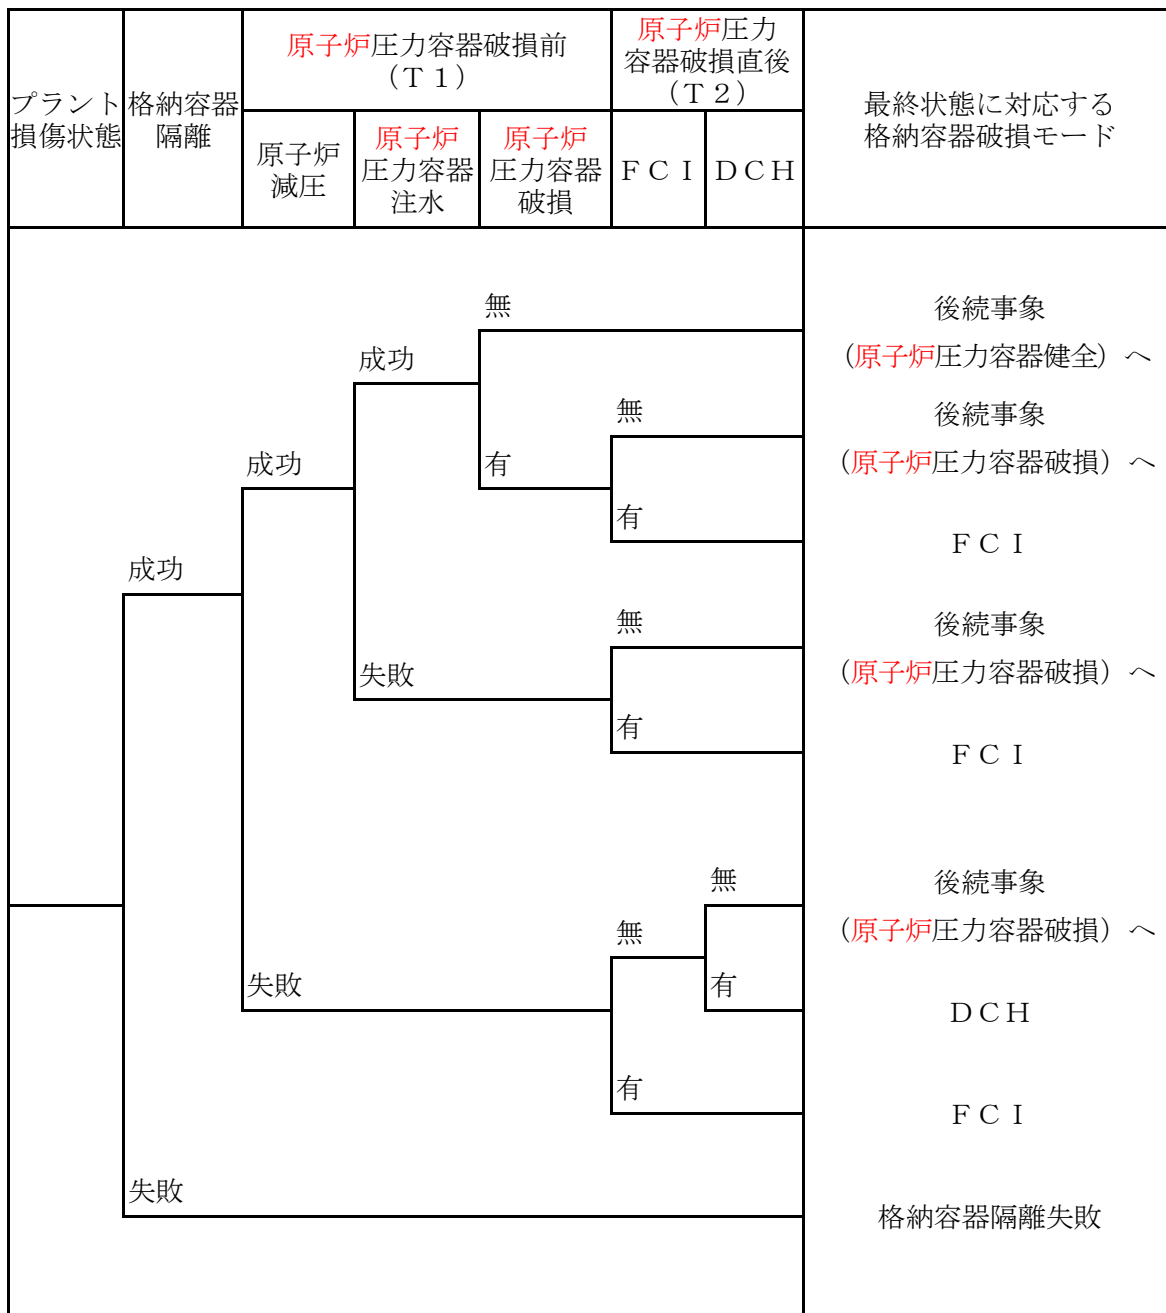 プラント
損傷状態
格納容器
隔離
原子炉圧力容器破損前
（Ｔ１）
原子炉圧力
容器破損直後
（Ｔ２）
最終状態に対応する
格納容器破損モード
原子炉
減圧
原子炉
圧力容器
注水
原子炉
圧力容器
破損
ＦＣＩ
ＤＣＨ
無
後続事象
（原子炉圧力容器健全）へ
成功
無
後続事象
（原子炉圧力容器破損）へ
成功
有
有
ＦＣＩ
成功
無
後続事象
（原子炉圧力容器破損）へ
失敗
有
ＦＣＩ
無
後続事象
（原子炉圧力容器破損）へ
無
失敗
有
ＤＣＨ
有
ＦＣＩ
失敗
格納容器隔離失敗